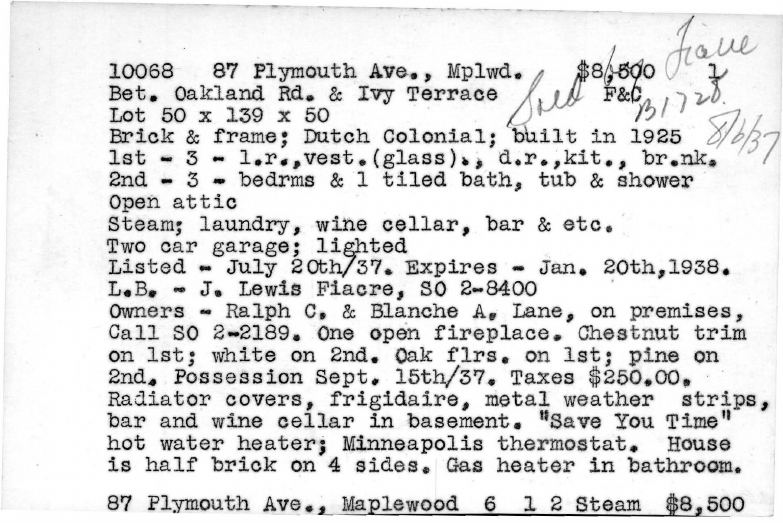 10068 87 Plymouth Ave., Mplwd. $8,500 1
Bet. Oakland Rd. & Ivy Terrace F&C
Sold by
B1728
8/6/37
Lot 50 x 139 x 50
Brick & frame; Dutch Colonial; built in 1925
1st - 3 - l.r.,vest.(glass)., d.r.,kit., br.nk.
2nd - 3 - bedrms & 1 tiled bath, tub & shower
Open attic
Steam; laundry, wine cellar, bar & etc.
Two car garage; lighted
Listed - July 20th/37. Expires - Jan. 20th,1938.
L.B. - J. Lewis Fiacre, SO 2-8400
Owners - Ralph C. & Blanche A. Lane, on premises,
Call SO 2-2189. One open fireplace. Chestnut trim
on 1st; white on 2nd. Oak flrs. on 1st; pine on
2nd. Possession Sept. 15th/37. Taxes $250.00.
Radiator covers, frigidaire, metal weather strips,
bar and wine cellar in basement. "Save You Time"
hot water heater; Minneapolis thermostat. House
is half brick on 4 sides. Gas heater in bathroom.
87 Plymouth Ave., Maplewood 6 1 2 Steam $8,500